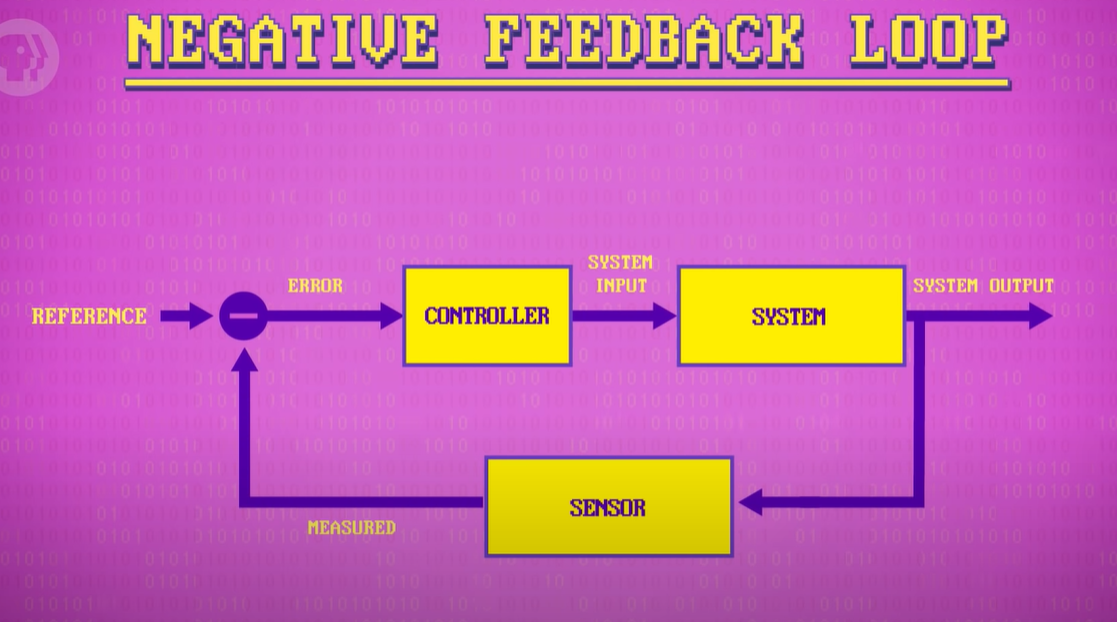 NEGATIVE FEEDBACK LOOP
SYSTEM
ERROR
INPUT
SYSTEM OUTPUT
REFERENCE
CONTROLLER
SYSTEM
SENSOR
MEASURED